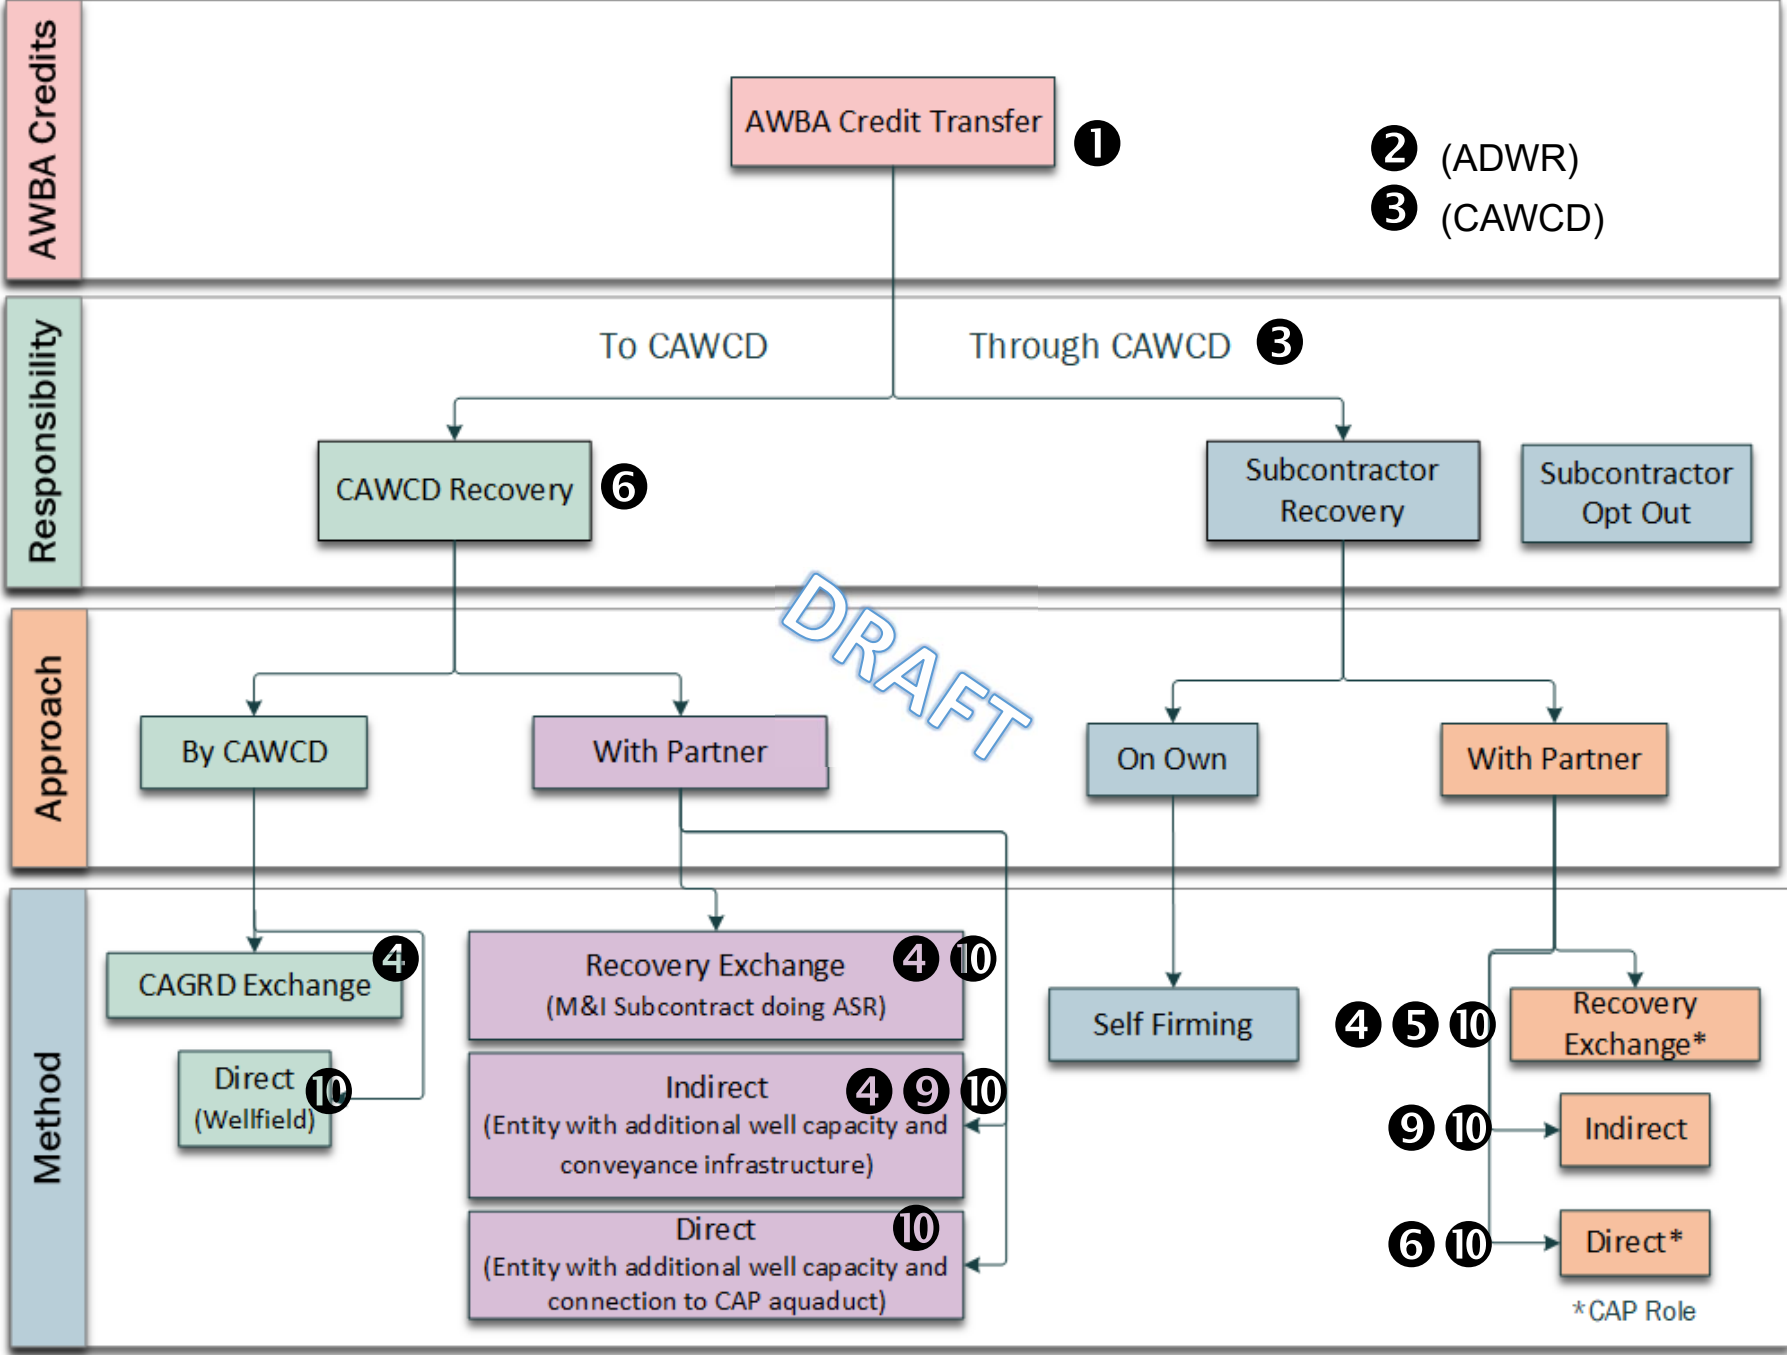 AWBA Credits
AWBA Credit Transfer
❶
❷ (ADWR)
❸ (CAWCD)
Responsibility
To CAWCD
Through CAWCD ❸
CAWCD Recovery ❻
Subcontractor
Recovery
Subcontractor
Opt Out
DRAFT
Approach
By CAWCD
With Partner
On Own
With Partner
Method
CAGRD Exchange ❹
Direct
(Wellfield) ❿
Recovery Exchange ❹ ❿
(M&I Subcontract doing ASR)
Indirect ❹ ❾ ❿
(Entity with additional well capacity and
conveyance infrastructure)
Direct ❿
(Entity with additional well capacity and
connection to CAP aquaduct)
Self Firming
❹ ❺ ❿
Recovery
Exchange*
❾ ❿ Indirect
❻ ❿ Direct*
*CAP Role